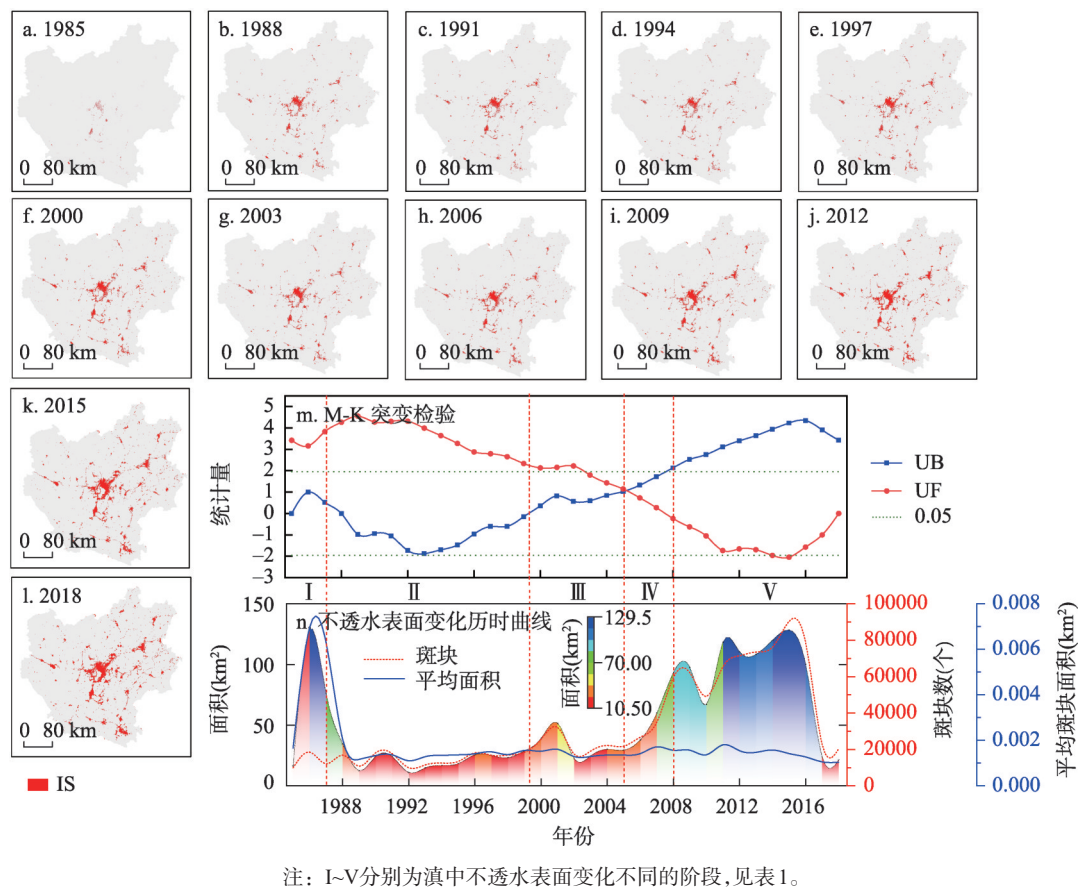 a. 1985
0 80 km
b. 1988
0 80 km
c. 1991
0 80 km
d. 1994
0 80 km
e. 1997
0 80 km
f. 2000
0 80 km
g. 2003
0 80 km
h. 2006
0 80 km
i. 2009
0 80 km
j. 2012
0 80 km
k. 2015
0 80 km
l. 2018
0 80 km
IS
m. M-K 突变检验
统计量
5
4
3
2
1
0
−1
−2
−3
UB
UF
0.05
Ⅰ Ⅱ Ⅲ Ⅳ Ⅴ
n. 不透水表面变化历时曲线
斑块
平均面积
面积(km²)
129.5
70.00
10.50
面积(km²)
150
100
50
0
100000
80000
60000
40000
20000
0
斑块数(个)
0.008
0.006
0.004
0.002
0.000
平均斑块面积(km²)
1988 1992 1996 2000 2004 2008 2012 2016
年份
注：I~V分别为滇中不透水表面变化不同的阶段,见表1。